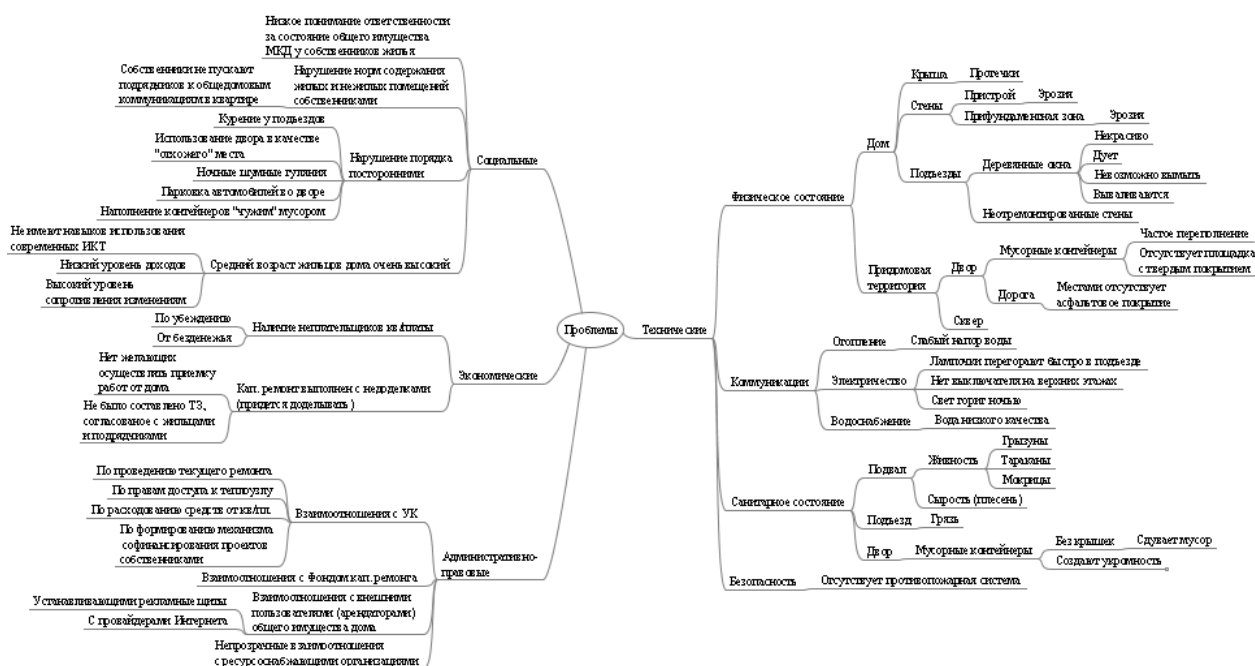 Низкое понимание ответственности
за состояние общего имущества
МКД у собственников жилья
Собственники не пускают
подрядчиков к общедомовым
коммуникациям в квартире
Нарушение норм содержания
жилых и нежилых помещений
собственниками
Курение у подъездов
Использование двора в качестве
"отхожего" места
Ночные шумные гуляния
Парковка автомобилей во дворе
Наполнение контейнеров "чужим" мусором
Нарушение порядка
посторонними
Социальные
Не имеют навыков использования
современных ИКТ
Низкий уровень доходов
Высокий уровень
сопротивления изменениям
Средний возраст жильцов дома очень высокий
По убеждению
От безденежья
Наличие неплательщиков кв/платы
Нет желающих
осуществлять приемку
работ от дома
Не было составлено ТЗ,
согласованое с жильцами
и подрядчиками
Кап. ремонт выполнен с недоделками
(придется доделывать)
Экономические
По проведению текущего ремонта
По правам доступа к теплоузлу
По расходованию средств от кв/пл.
По формированию механизма
софинансирования проектов
собственниками
Взаимоотношения с УК
Взаимоотношения с Фондом кап. ремонта
Устанавливающими рекламные щиты
С провайдерами Интернета
Взаимоотношения с внешними
пользователями (арендаторами)
общего имущества дома
Непрозрачные взаимоотношения
с ресурсоснабжающими организациями
Административно-
правовые
Проблемы
Технические
Физическое состояние
Дом
Крыша
Протечки
Стены
Пристрой
Эрозия
Прифундаментная зона
Эрозия
Подъезды
Деревянные окна
Некрасиво
Дует
Невозможно вымыть
Вываливаются
Неотремонтированные стены
Придомовая
территория
Двор
Мусорные контейнеры
Частое переполнение
Отсутствует площадка
с твердым покрытием
Дорога
Местами отсутствует
асфальтовое покрытие
Сквер
Коммуникации
Отопление
Слабый напор воды
Электричество
Лампочки перегорают быстро в подъезде
Нет выключателя на верхних этажах
Свет горит ночью
Водоснабжение
Вода низкого качества
Санитарное состояние
Подвал
Живность
Грызуны
Тараканы
Мокрицы
Сырость (плесень)
Подъезд
Грязь
Двор
Мусорные контейнеры
Без крышек
Сдувает мусор
Создают укромность
Безопасность
Отсутствует противопожарная система